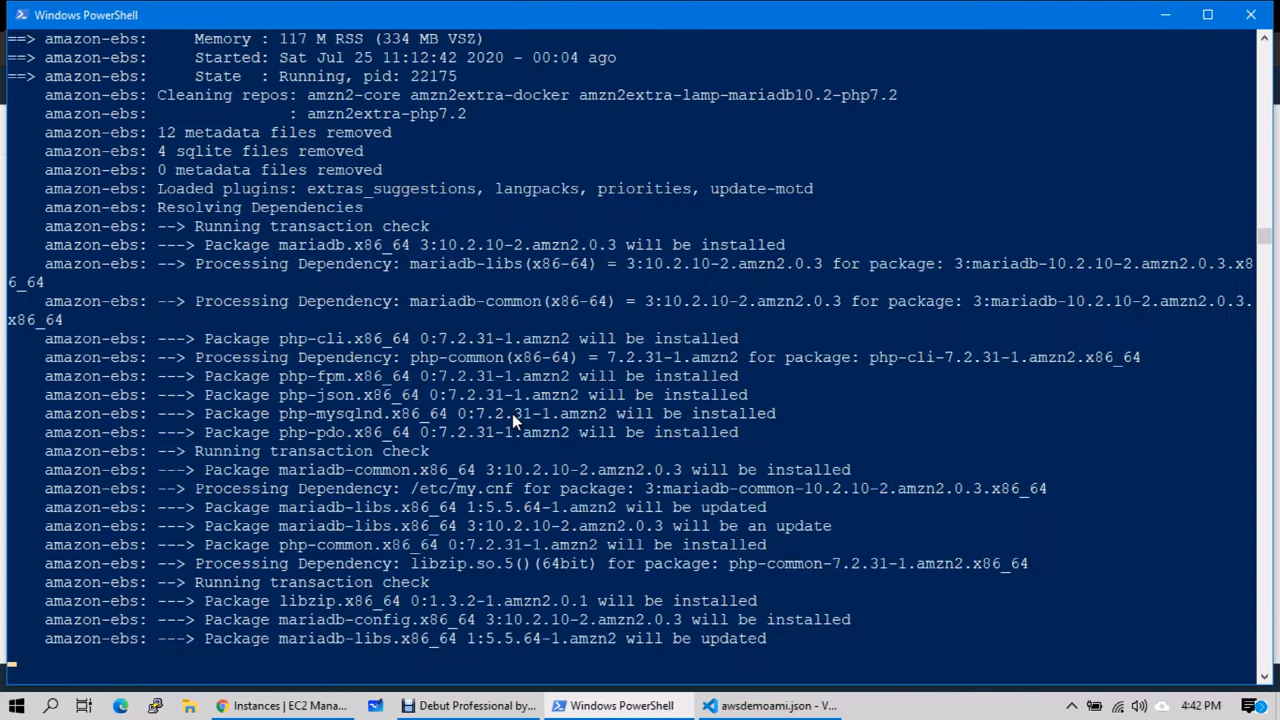 Windows PowerShell
==> amazon-ebs:     Memory : 117 M RSS (334 MB VSZ)
==> amazon-ebs:     Started: Sat Jul 25 11:12:42 2020 - 00:04 ago
==> amazon-ebs:     State  : Running, pid: 22175
amazon-ebs: Cleaning repos: amzn2-core amzn2extra-docker amzn2extra-lamp-mariadb10.2-php7.2
amazon-ebs:               : amzn2extra-php7.2
amazon-ebs: 12 metadata files removed
amazon-ebs: 4 sqlite files removed
amazon-ebs: 0 metadata files removed
amazon-ebs: Loaded plugins: extras_suggestions, langpacks, priorities, update-motd
amazon-ebs: Resolving Dependencies
amazon-ebs: --> Running transaction check
amazon-ebs: ---> Package mariadb.x86_64 3:10.2.10-2.amzn2.0.3 will be installed
amazon-ebs: --> Processing Dependency: mariadb-libs(x86-64) = 3:10.2.10-2.amzn2.0.3 for package: 3:mariadb-10.2.10-2.amzn2.0.3.x8
6_64
amazon-ebs: --> Processing Dependency: mariadb-common(x86-64) = 3:10.2.10-2.amzn2.0.3 for package: 3:mariadb-10.2.10-2.amzn2.0.3.
x86_64
amazon-ebs: ---> Package php-cli.x86_64 0:7.2.31-1.amzn2 will be installed
amazon-ebs: --> Processing Dependency: php-common(x86-64) = 7.2.31-1.amzn2 for package: php-cli-7.2.31-1.amzn2.x86_64
amazon-ebs: ---> Package php-fpm.x86_64 0:7.2.31-1.amzn2 will be installed
amazon-ebs: ---> Package php-json.x86_64 0:7.2.31-1.amzn2 will be installed
amazon-ebs: ---> Package php-mysqlnd.x86_64 0:7.2.31-1.amzn2 will be installed
amazon-ebs: ---> Package php-pdo.x86_64 0:7.2.31-1.amzn2 will be installed
amazon-ebs: --> Running transaction check
amazon-ebs: ---> Package mariadb-common.x86_64 3:10.2.10-2.amzn2.0.3 will be installed
amazon-ebs: --> Processing Dependency: /etc/my.cnf for package: 3:mariadb-common-10.2.10-2.amzn2.0.3.x86_64
amazon-ebs: ---> Package mariadb-libs.x86_64 1:5.5.64-1.amzn2 will be updated
amazon-ebs: ---> Package mariadb-libs.x86_64 3:10.2.10-2.amzn2.0.3 will be an update
amazon-ebs: ---> Package php-common.x86_64 0:7.2.31-1.amzn2 will be installed
amazon-ebs: --> Processing Dependency: libzip.so.5()(64bit) for package: php-common-7.2.31-1.amzn2.x86_64
amazon-ebs: --> Running transaction check
amazon-ebs: ---> Package libzip.x86_64 0:1.3.2-1.amzn2.0.1 will be installed
amazon-ebs: ---> Package mariadb-config.x86_64 3:10.2.10-2.amzn2.0.3 will be installed
amazon-ebs: ---> Package mariadb-libs.x86_64 1:5.5.64-1.amzn2 will be updated
Instances | EC2 Mana... Debut Professional by... Windows PowerShell awsdemoami.json - V... 4:42 PM